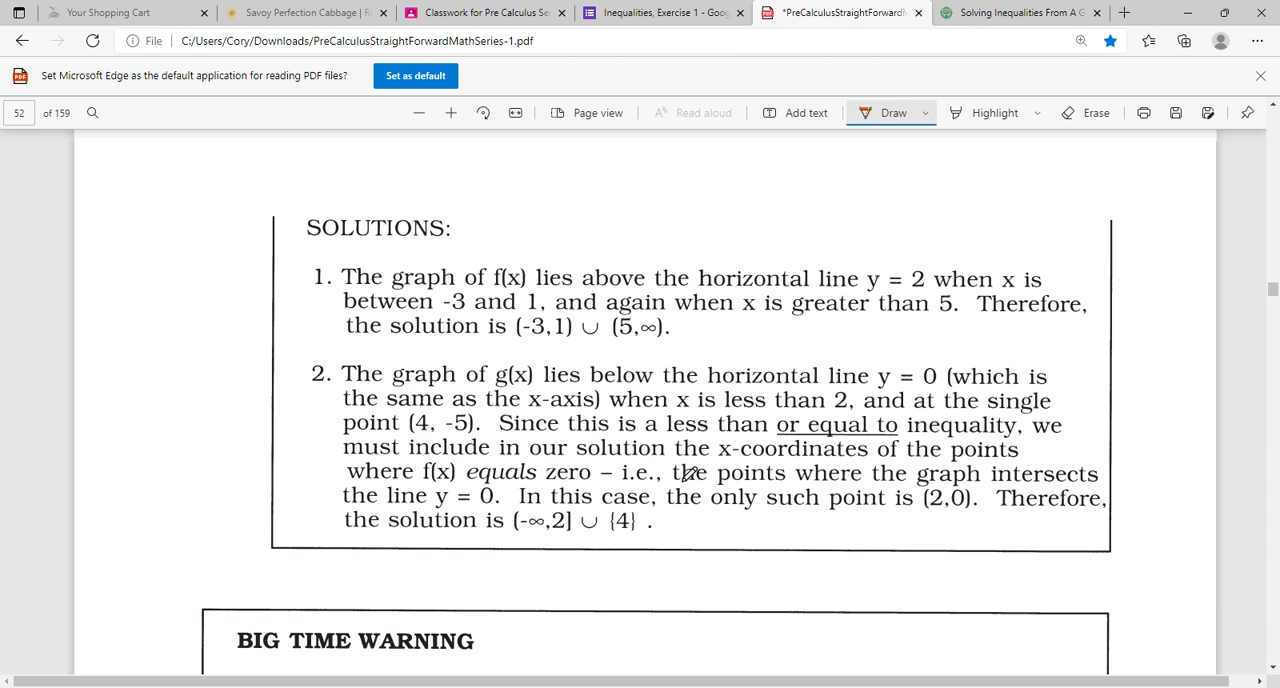 Your Shopping Cart
Savoy Perfection Cabbage | R
Classwork for Pre Calculus Se
Inequalities, Exercise 1 - Goog
*PreCalculusStraightForwardM
Solving Inequalities From A G
File
C:/Users/Cory/Downloads/PreCalculusStraightForwardMathSeries-1.pdf
Set Microsoft Edge as the default application for reading PDF files?
Set as default
52 of 159
Page view
Read aloud
Add text
Draw
Highlight
Erase
SOLUTIONS:
1. The graph of f(x) lies above the horizontal line y = 2 when x is
between -3 and 1, and again when x is greater than 5. Therefore,
the solution is (-3,1) ∪ (5,∞).
2. The graph of g(x) lies below the horizontal line y = 0 (which is
the same as the x-axis) when x is less than 2, and at the single
point (4, -5). Since this is a less than or equal to inequality, we
must include in our solution the x-coordinates of the points
where f(x) equals zero – i.e., the points where the graph intersects
the line y = 0. In this case, the only such point is (2,0). Therefore,
the solution is (-∞,2] ∪ {4} .
BIG TIME WARNING